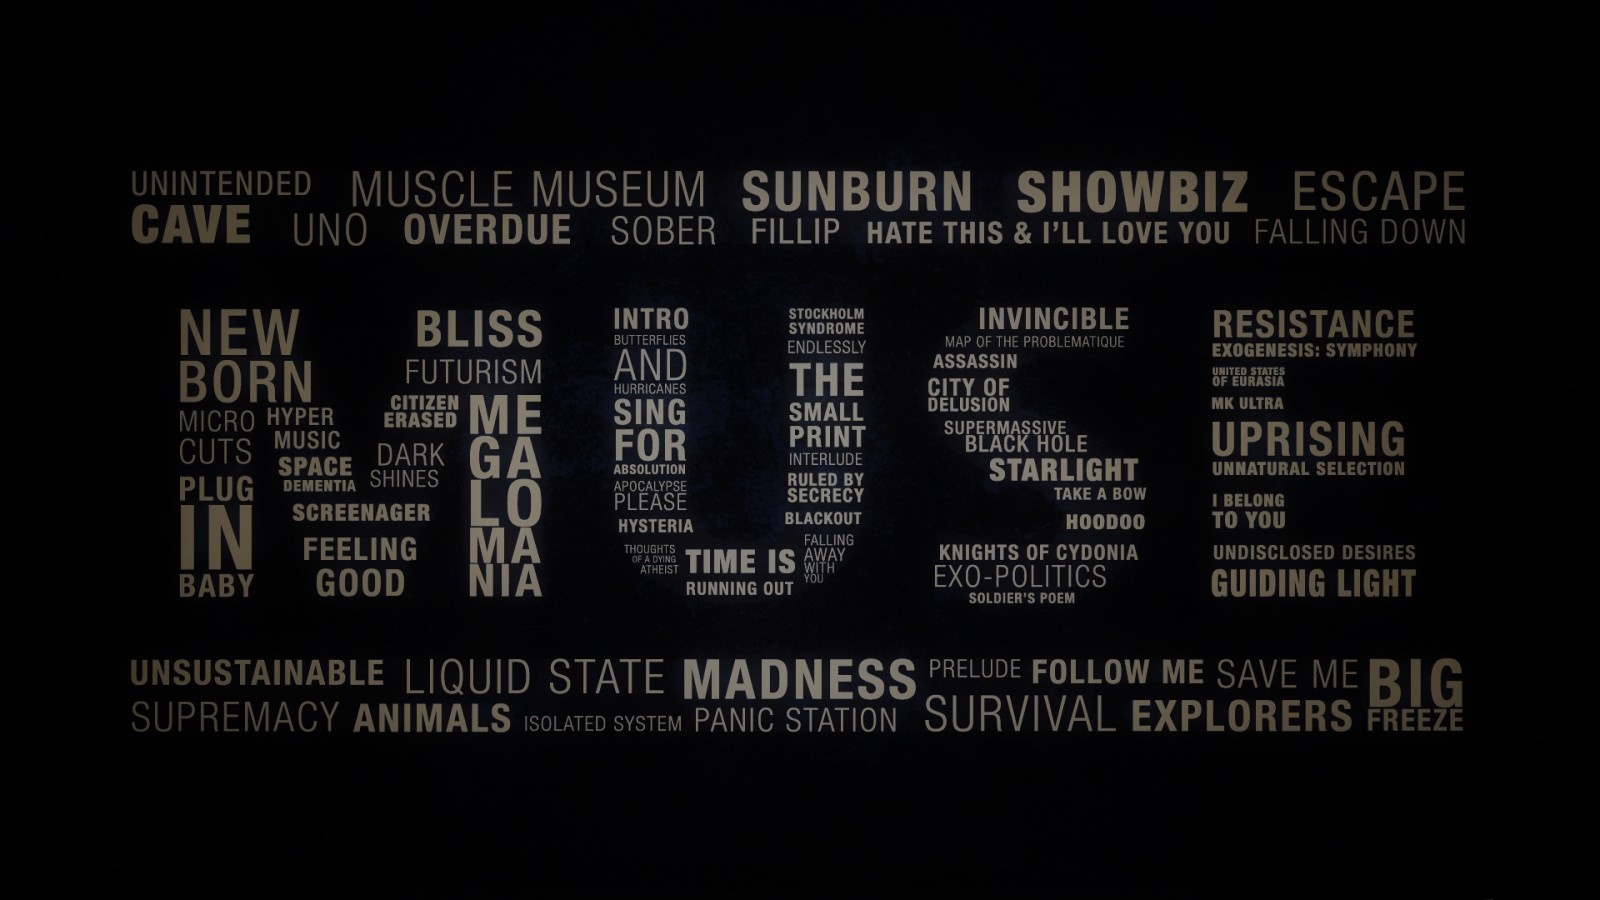 UNINTENDED MUSCLE MUSEUM SUNBURN SHOWBIZ ESCAPE
CAVE UNO OVERDUE SOBER FILLIP HATE THIS & I'LL LOVE YOU FALLING DOWN
NEW
BORN
MICRO
CUTS
PLUG
IN
BABY
HYPER
MUSIC
SPACE
DEMENTIA
SCREENAGER
FEELING
GOOD
BLISS
FUTURISM
CITIZEN
ERASED
DARK
SHINES
ME
GA
LO
MA
NIA
INTRO
BUTTERFLIES
AND
HURRICANES
SING
FOR
ABSOLUTION
APOCALYPSE
PLEASE
HYSTERIA
THOUGHTS
OF A DYING
ATHEIST
TIME IS
RUNNING OUT
FALLING
AWAY
WITH
YOU
STOCKHOLM
SYNDROME
ENDLESSLY
THE
SMALL
PRINT
INTERLUDE
RULED BY
SECRECY
BLACKOUT
INVINCIBLE
MAP OF THE PROBLEMATIQUE
ASSASSIN
CITY OF
DELUSION
SUPERMASSIVE
BLACK HOLE
STARLIGHT
TAKE A BOW
HOODOO
KNIGHTS OF CYDONIA
EXO-POLITICS
SOLDIER'S POEM
RESISTANCE
EXOGENESIS: SYMPHONY
UNITED STATES
OF EURASIA
MK ULTRA
UPRISING
UNNATURAL SELECTION
I BELONG
TO YOU
UNDISCLOSED DESIRES
GUIDING LIGHT
UNSUSTAINABLE LIQUID STATE MADNESS PRELUDE FOLLOW ME SAVE ME BIG
SUPREMACY ANIMALS ISOLATED SYSTEM PANIC STATION SURVIVAL EXPLORERS FREEZE